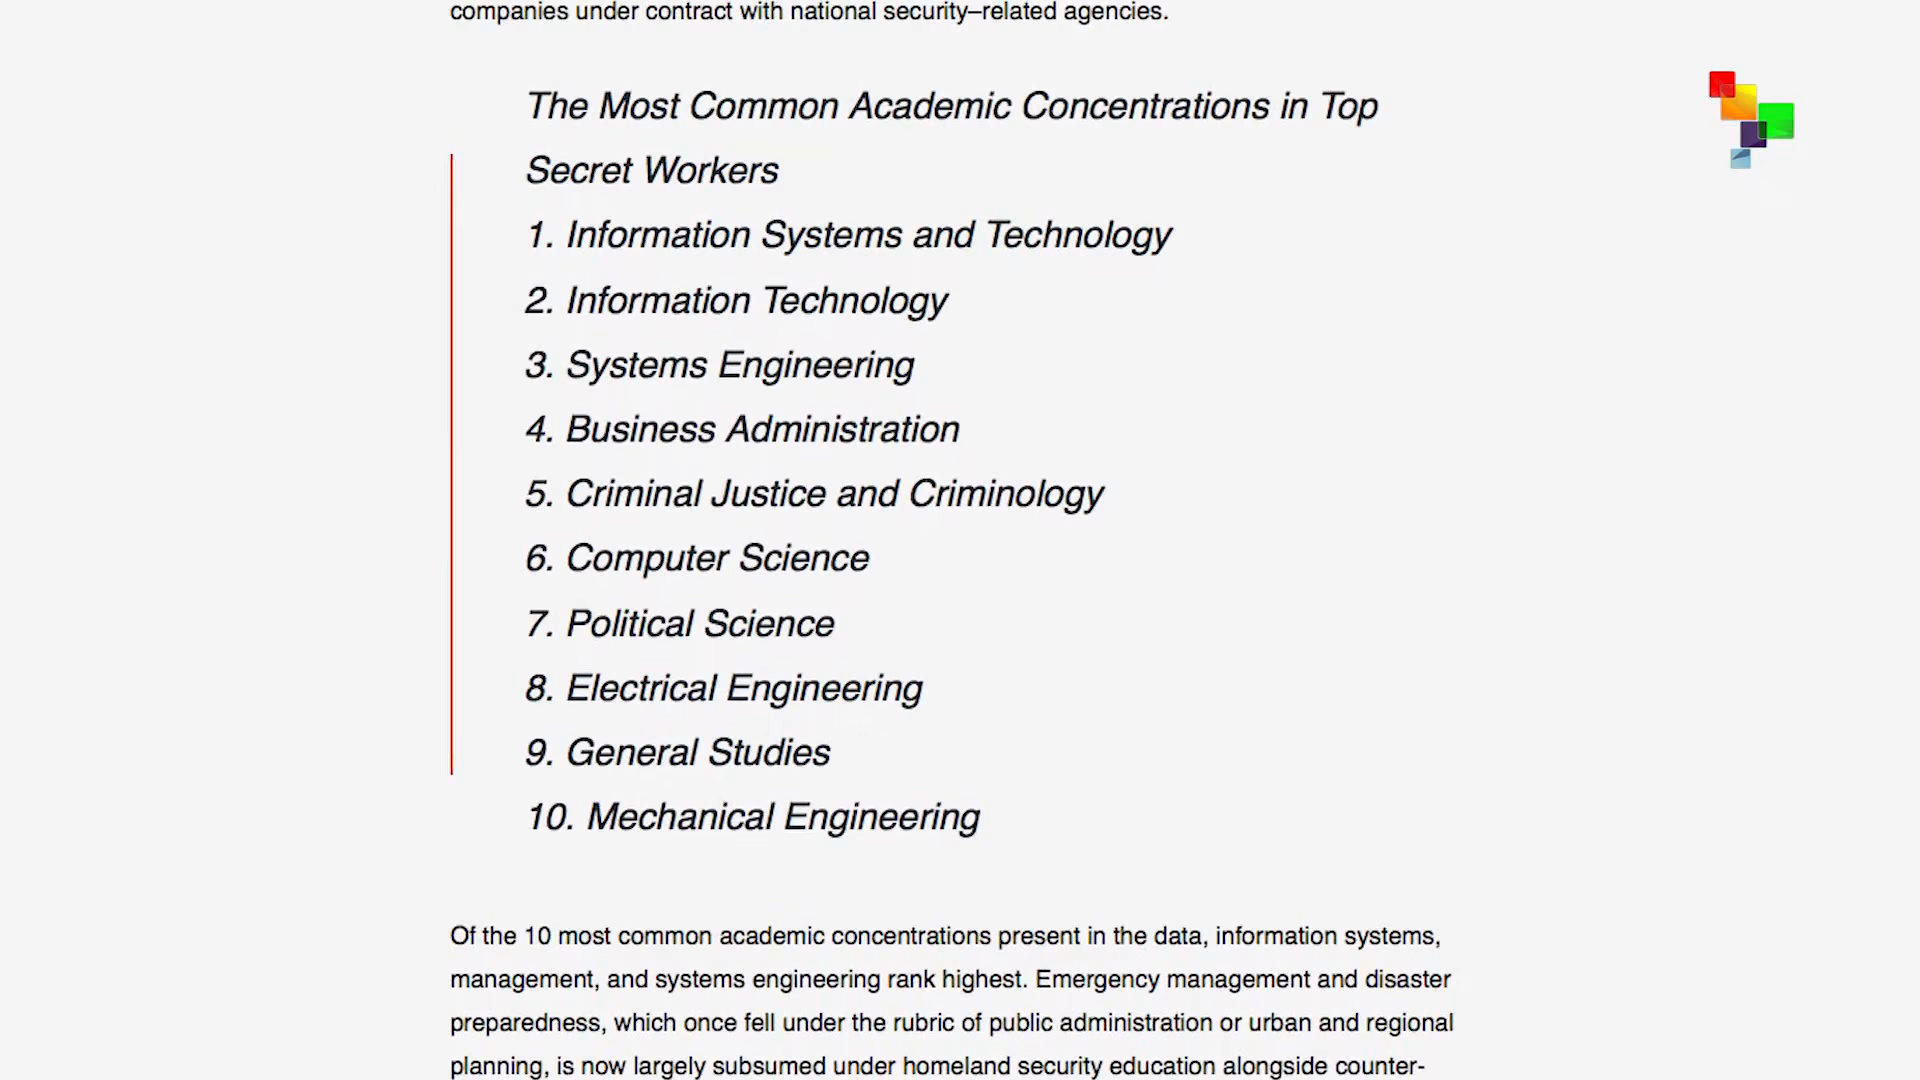 companies under contract with national security–related agencies.
The Most Common Academic Concentrations in Top
Secret Workers
1. Information Systems and Technology
2. Information Technology
3. Systems Engineering
4. Business Administration
5. Criminal Justice and Criminology
6. Computer Science
7. Political Science
8. Electrical Engineering
9. General Studies
10. Mechanical Engineering
Of the 10 most common academic concentrations present in the data, information systems,
management, and systems engineering rank highest. Emergency management and disaster
preparedness, which once fell under the rubric of public administration or urban and regional
planning, is now largely subsumed under homeland security education alongside counter-